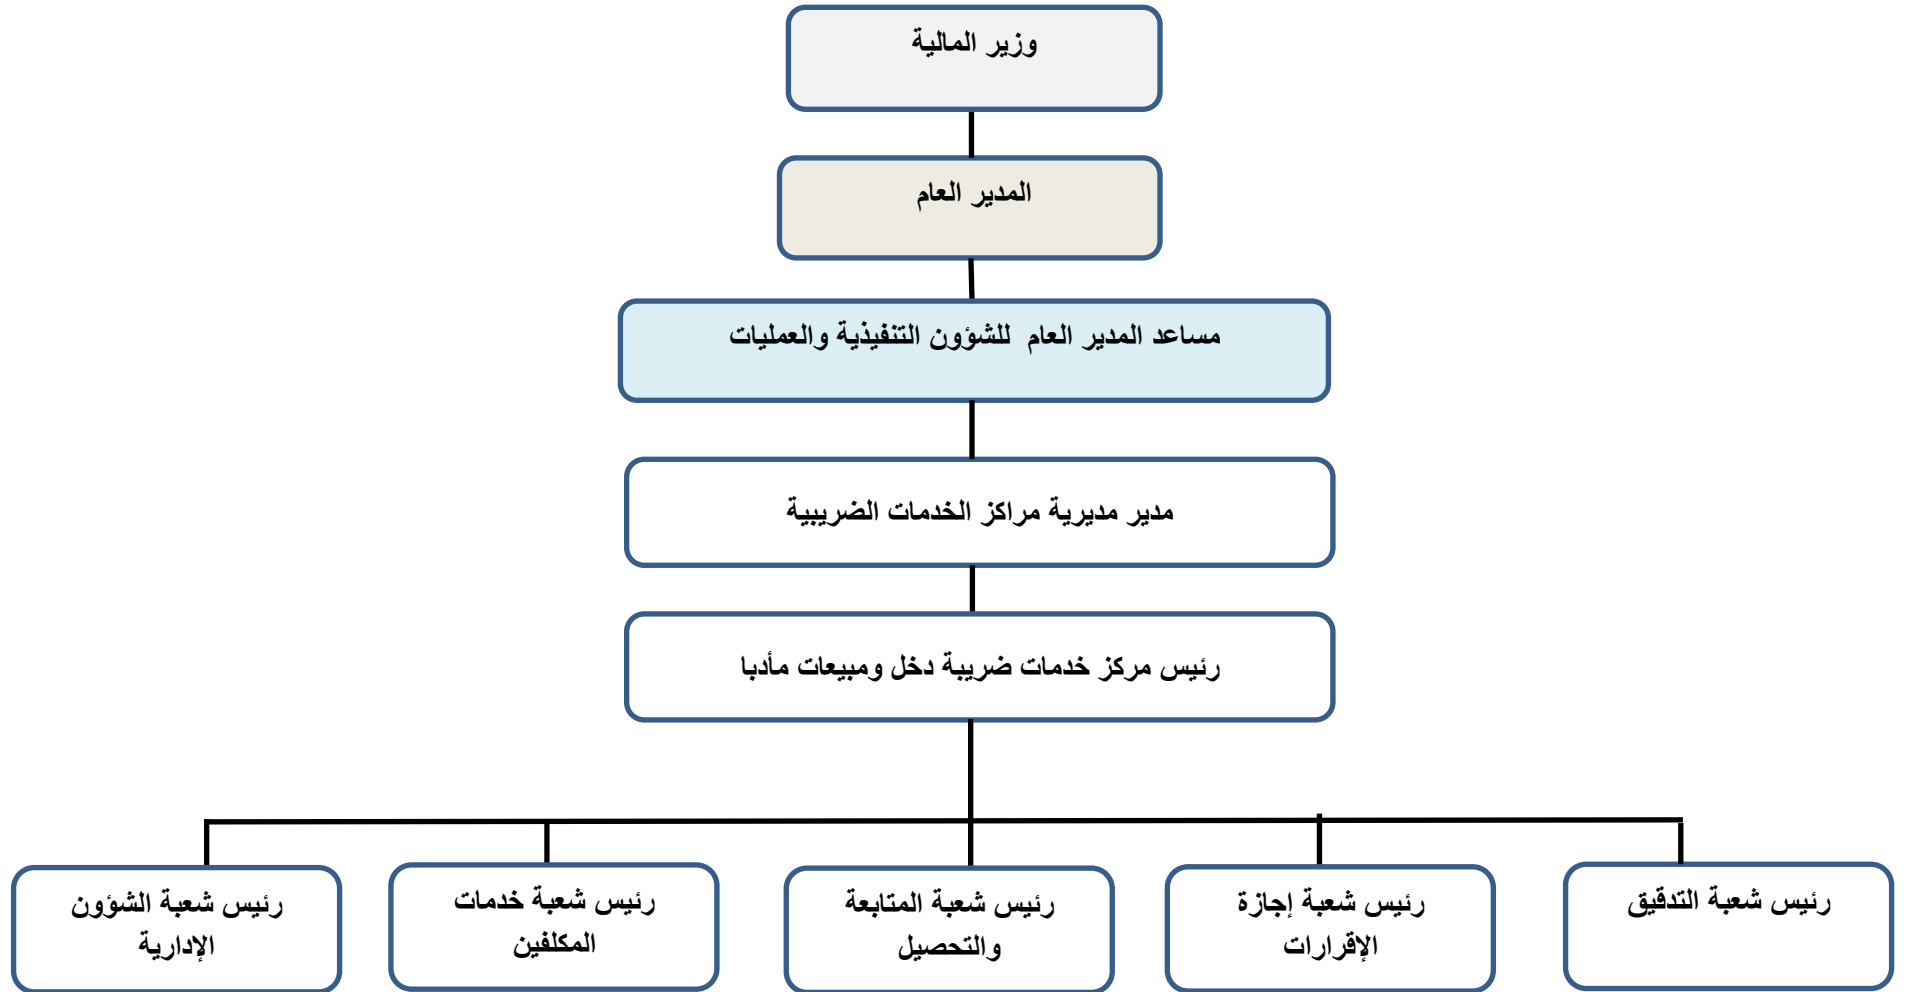 وزير المالية
المدير العام
مساعد المدير العام للشؤون التنفيذية والعمليات
مدير مديرية مراكز الخدمات الضريبية
رئيس مركز خدمات ضريبة دخل ومبيعات مأدبا
رئيس شعبة التدقيق
رئيس شعبة إجازة
الإقرارات
رئيس شعبة المتابعة
والتحصيل
رئيس شعبة خدمات
المكلفين
رئيس شعبة الشؤون
الإدارية